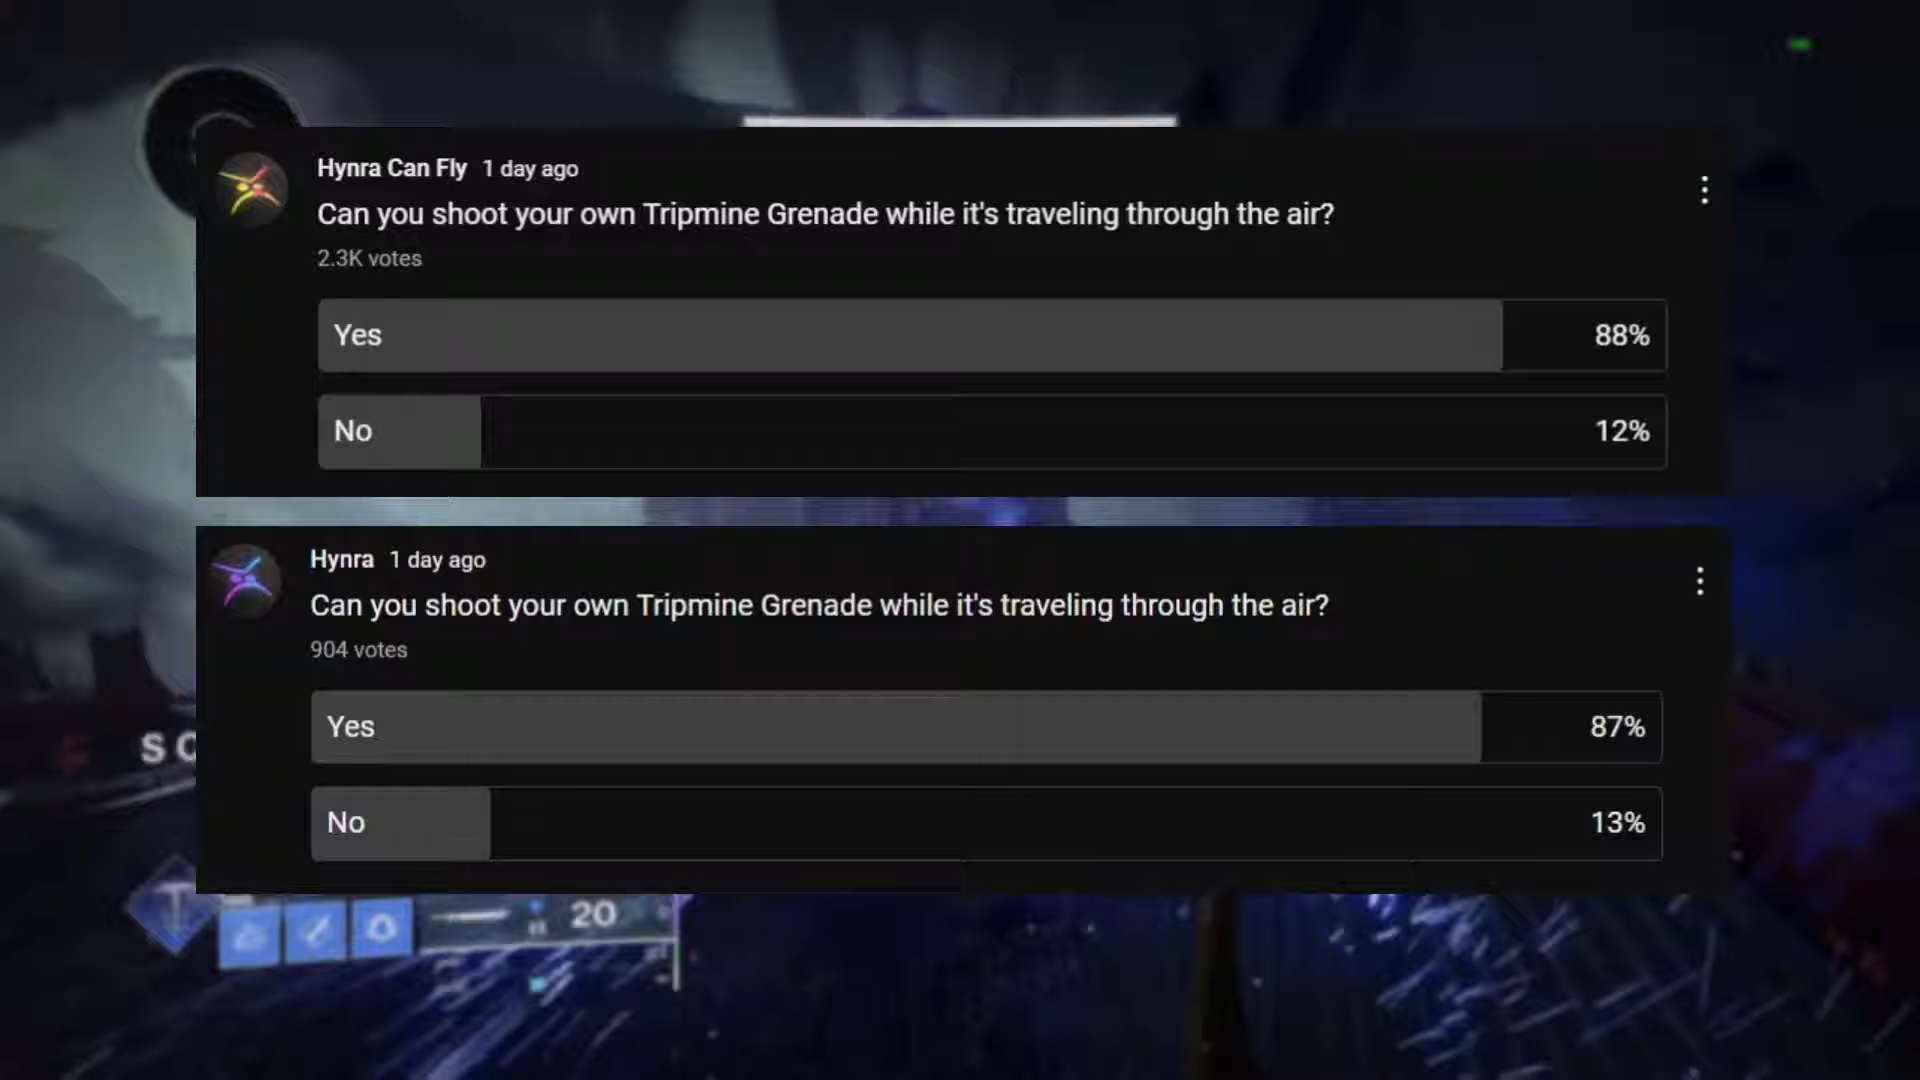 Hynra Can Fly 1 day ago
Can you shoot your own Tripmine Grenade while it's traveling through the air?
2.3K votes
Yes 88%
No 12%
Hynra 1 day ago
Can you shoot your own Tripmine Grenade while it's traveling through the air?
904 votes
Yes 87%
No 13%
20